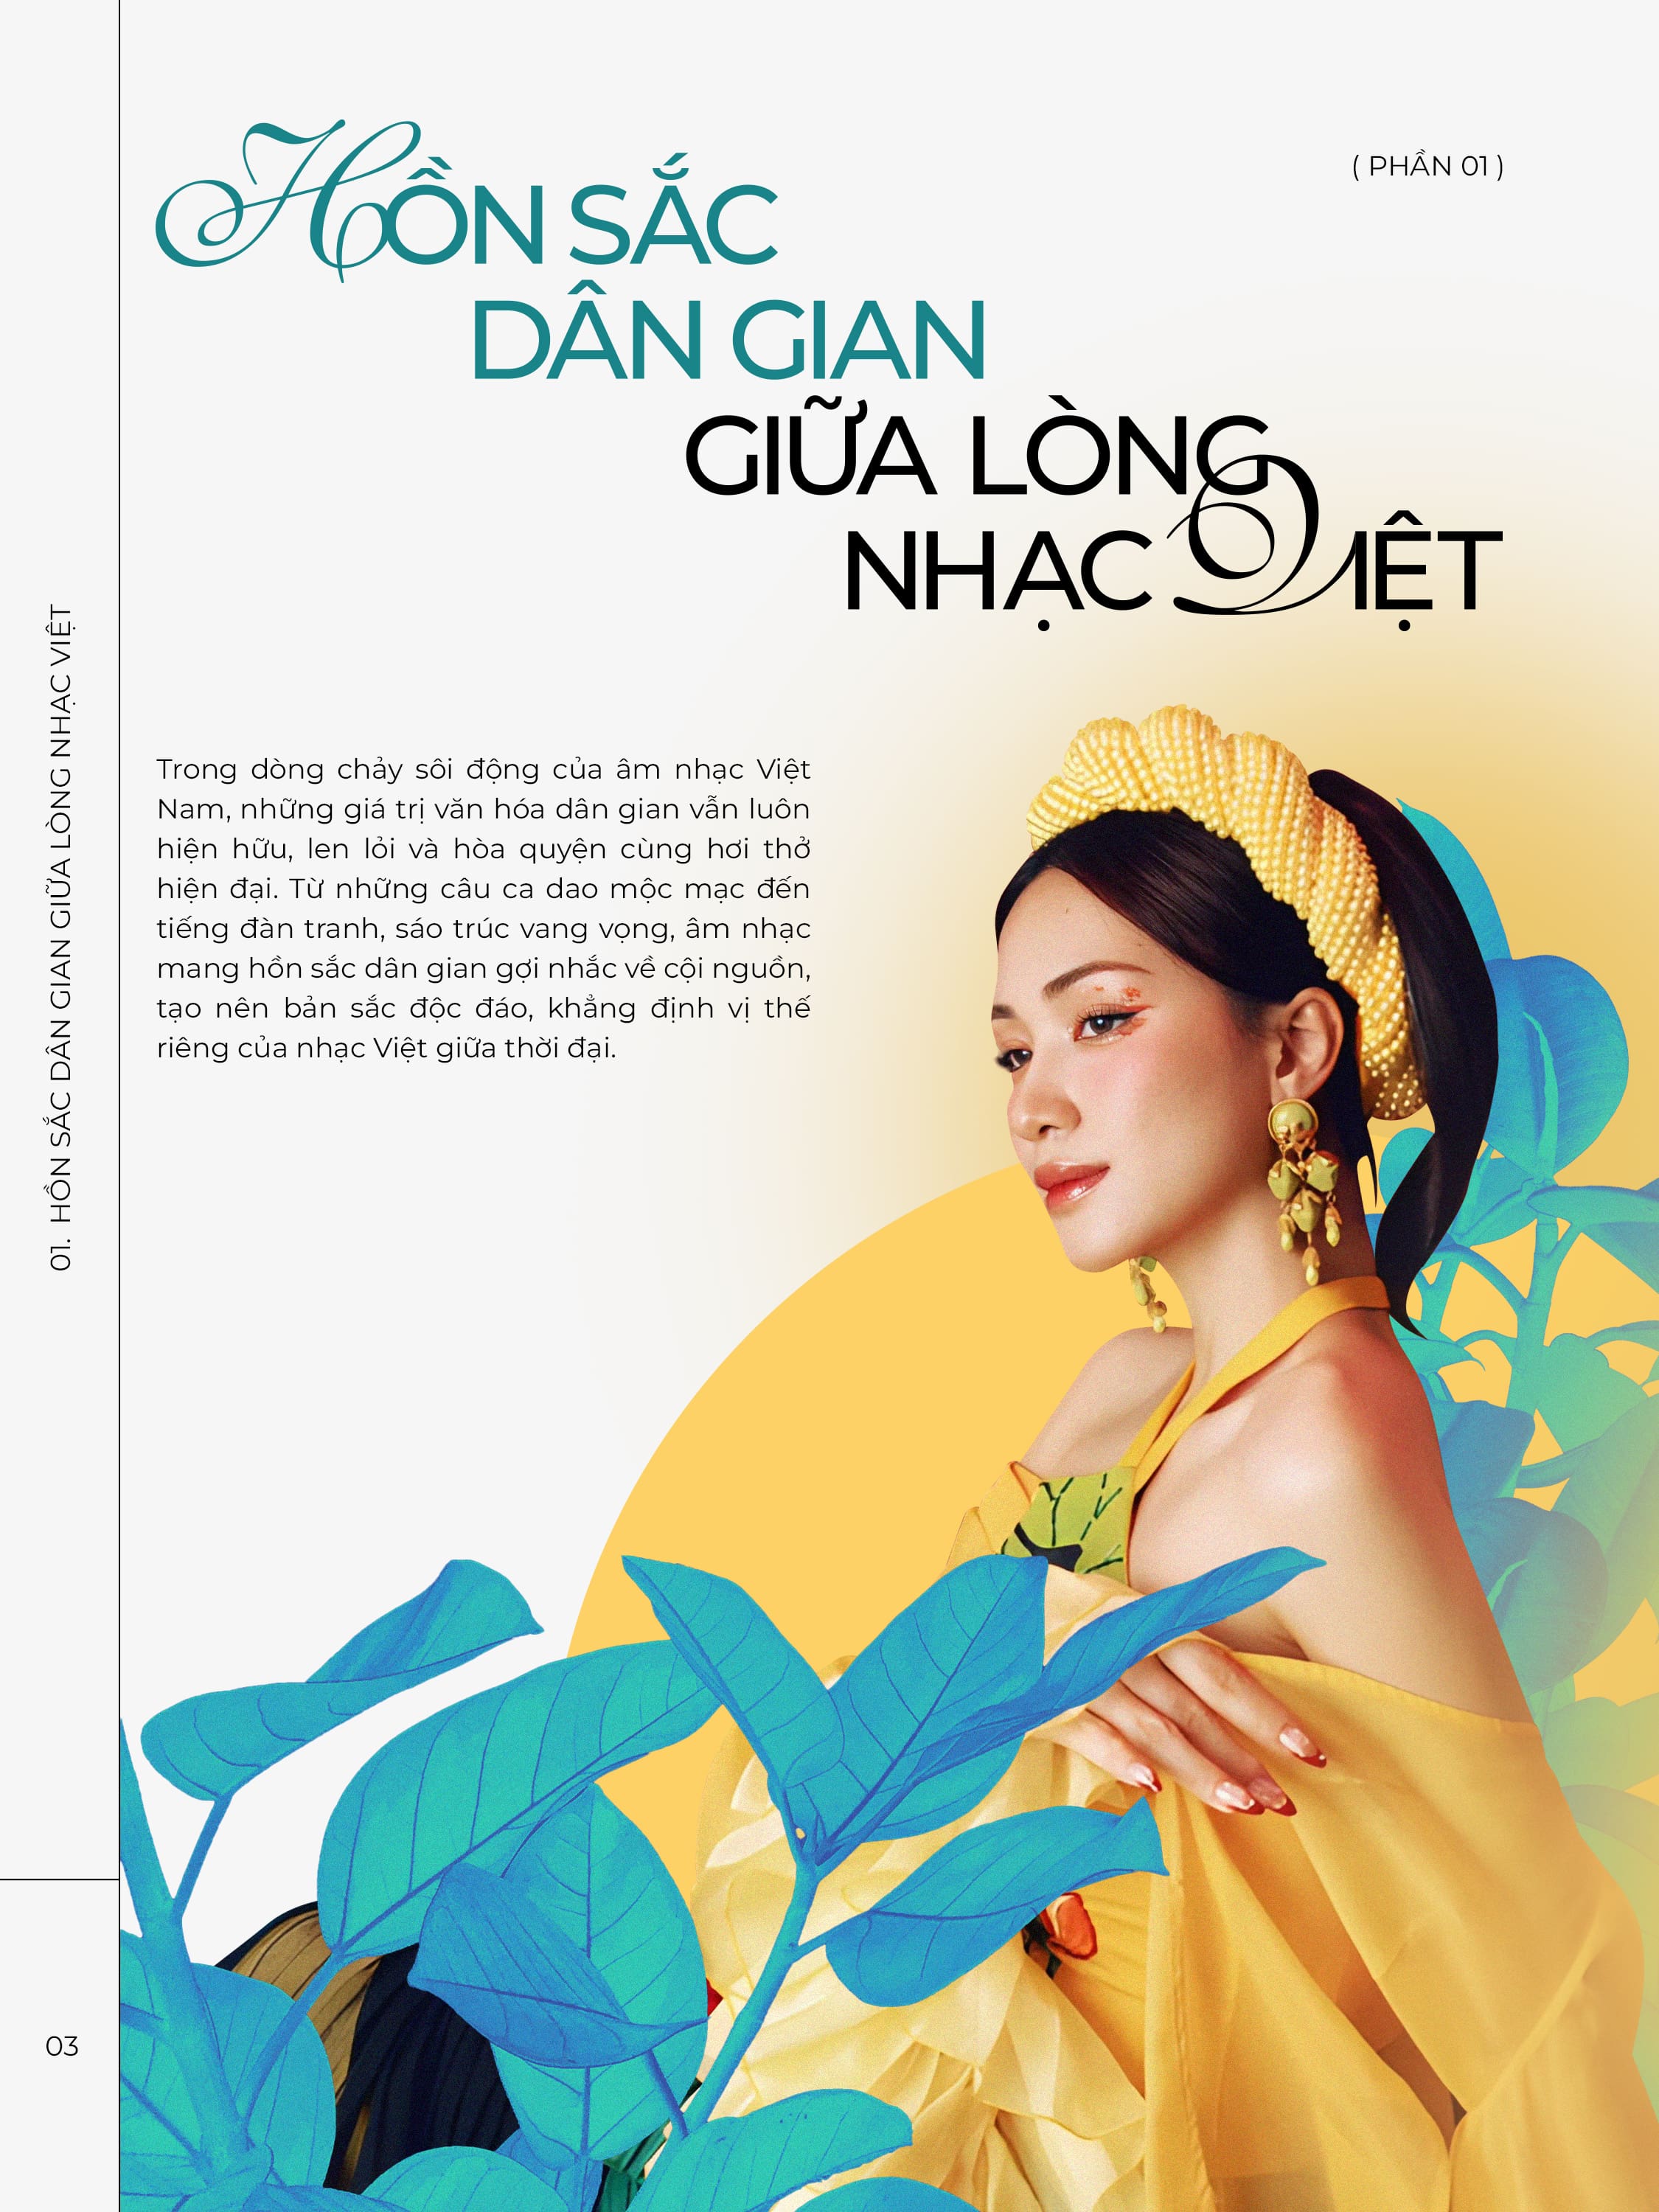 ( PHẦN 01 )
HỒN SẮC
DÂN GIAN
GIỮA LÒNG
NHẠC VIỆT
01. HỒN SẮC DÂN GIAN GIỮA LÒNG NHẠC VIỆT
Trong dòng chảy sôi động của âm nhạc Việt
Nam, những giá trị văn hóa dân gian vẫn luôn
hiện hữu, len lỏi và hòa quyện cùng hơi thở
hiện đại. Từ những câu ca dao mộc mạc đến
tiếng đàn tranh, sáo trúc vang vọng, âm nhạc
mang hồn sắc dân gian gợi nhắc về cội nguồn,
tạo nên bản sắc độc đáo, khẳng định vị thế
riêng của nhạc Việt giữa thời đại.
03